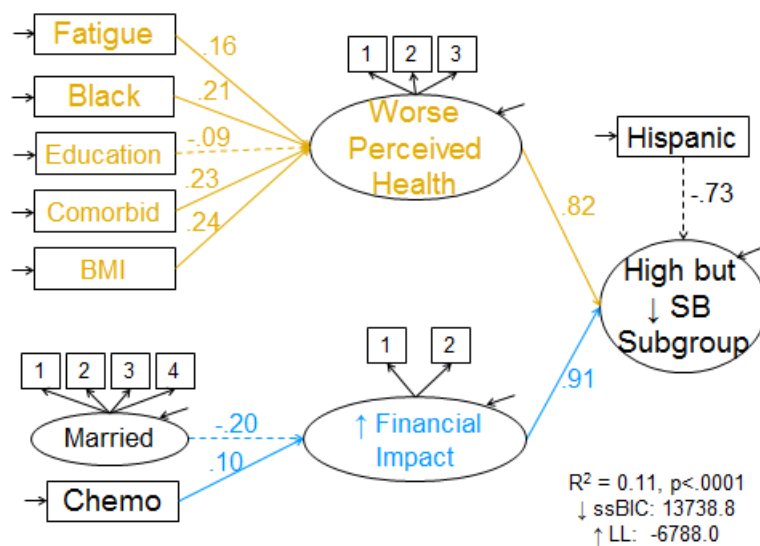 Fatigue
.16
1 2 3
Black
.21
Worse
Perceived
Health
Education
-.09
Hispanic
Comorbid
.23
-.73
.82
BMI
.24
High but
↓ SB
Subgroup
1 2 3 4
1 2
.91
Married
-.20
↑ Financial
Impact
.10
Chemo
R² = 0.11, p<.0001
↓ ssBIC: 13738.8
↑ LL: -6788.0